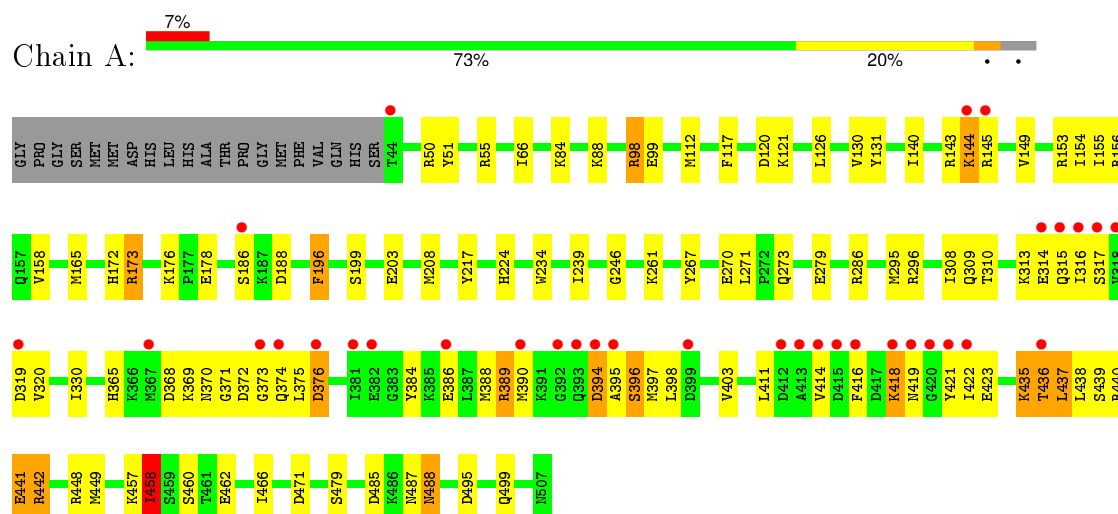 7%
Chain A:
73% 20% • •
GLY PRO GLY SER MET MET ASP HIS LEU HIS ALA THR PRO GLY MET PHE VAL GLN HIS SER T44 R50 Y51 R55 I66 K84 K88 R98 E99 M112 F117 D120 K121 L126 V130 Y131 I140 R143 K144 R145 V149 R153 I154 I155 R156
Q157 V158 M165 H172 R173 K176 P177 E178 S186 K187 D188 F196 S199 E203 M208 Y217 H224 W234 I239 G246 K261 Y267 E270 L271 P272 Q273 E279 R286 M295 R296 I308 Q309 T310 K313 E314 Q315 I316 S317 V318
D319 V320 I330 H365 K366 M367 D368 K369 N370 G371 D372 G373 Q374 L375 D376 I381 E382 G383 Y384 K385 E386 L387 M388 R389 M390 K391 G392 Q393 D394 A395 S396 M397 L398 D399 V403 L411 D412 A413 V414 D415 F416 D417 K418 N419 G420 Y421 I422 E423 K435 T436 L437 L438 S439 R440
E441 R442 R448 M449 K457 I458 S459 S460 T461 E462 I466 D471 S479 D485 K486 N487 N488 D495 Q499 N507